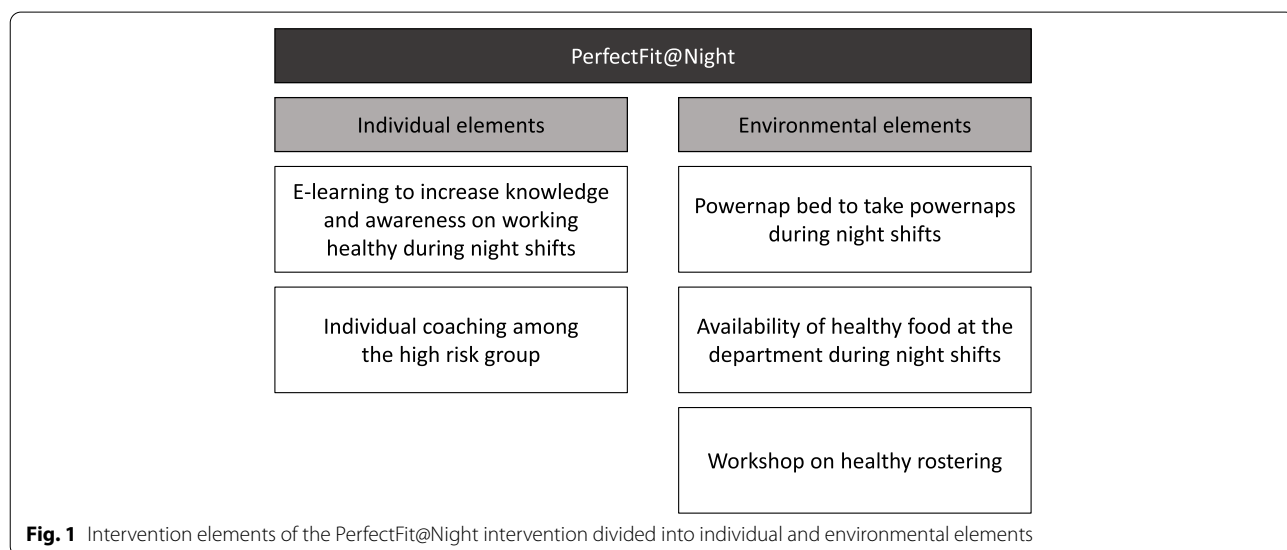 PerfectFit@Night
Individual elements
E-learning to increase knowledge
and awareness on working
healthy during night shifts
Individual coaching among
the high risk group
Environmental elements
Powernap bed to take powernaps
during night shifts
Availability of healthy food at the
department during night shifts
Workshop on healthy rostering
Fig. 1 Intervention elements of the PerfectFit@Night intervention divided into individual and environmental elements